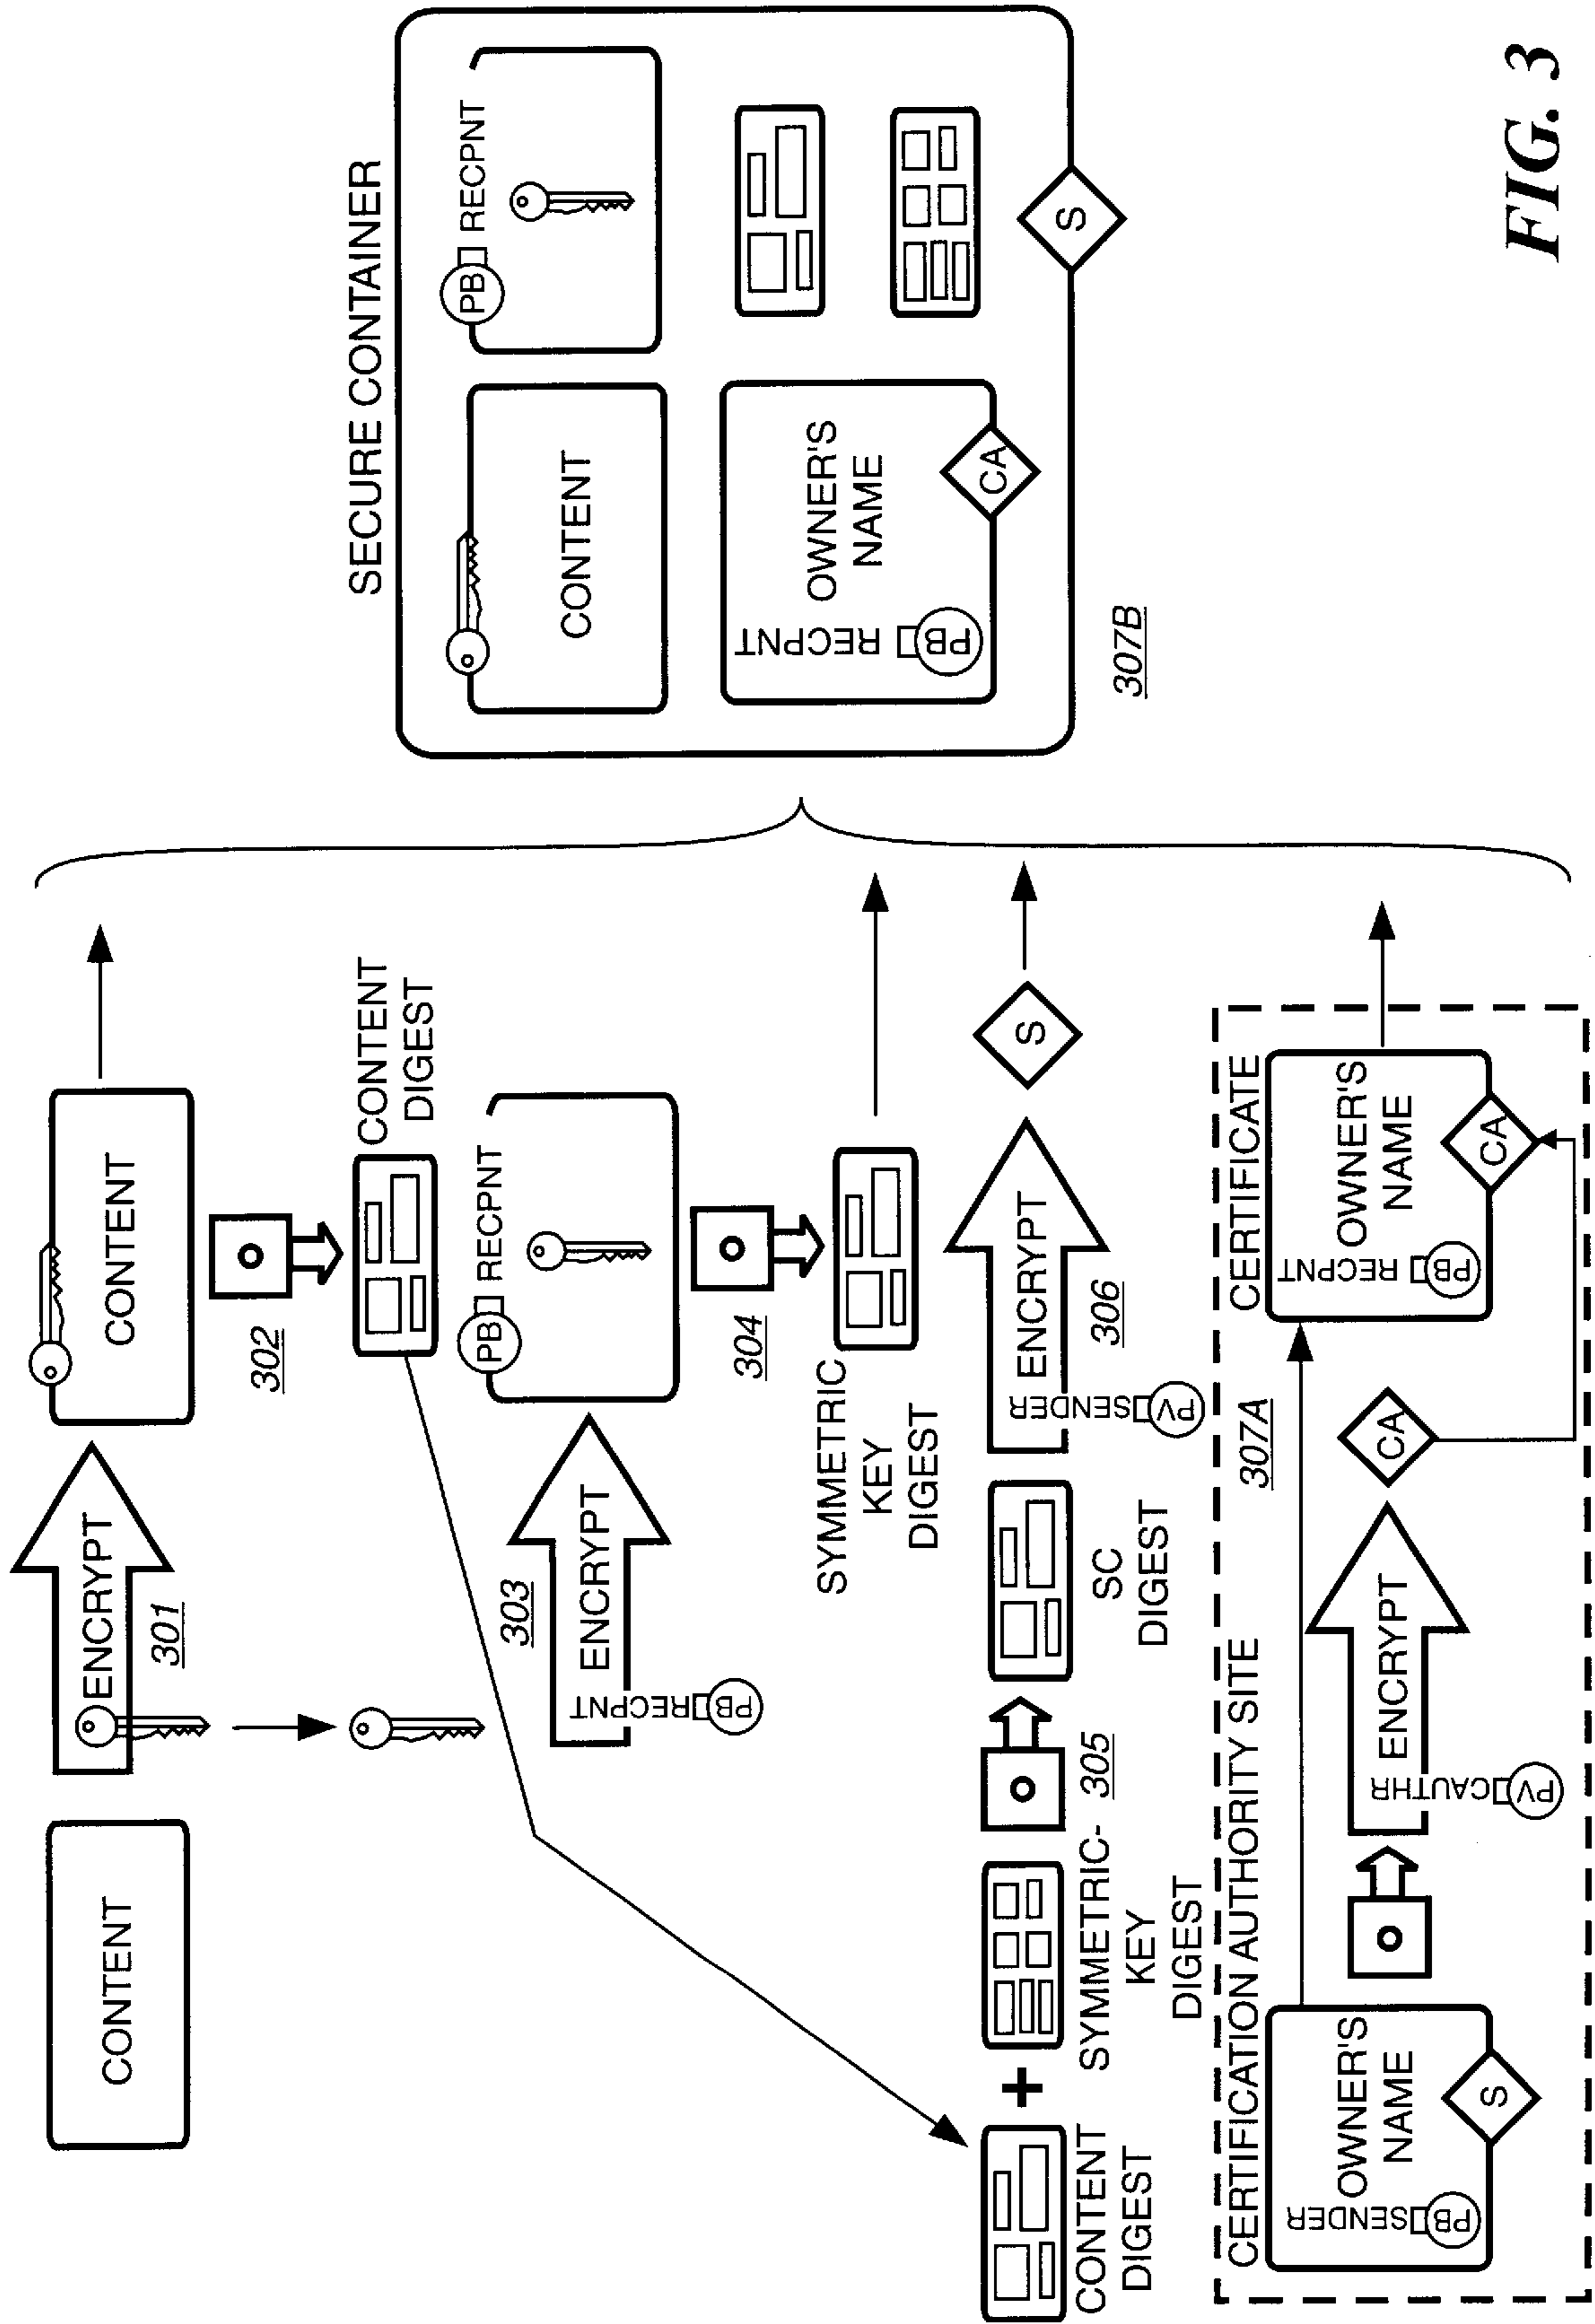 CONTENT
ENCRYPT
301
CONTENT
302
CONTENT
DIGEST
303
ENCRYPT
PB RECPNT
PB RECPNT
304
SYMMETRIC
KEY
DIGEST
CONTENT
DIGEST
+
SYMMETRIC-
KEY
DIGEST
305
SC
DIGEST
ENCRYPT
PV SENDER
306
S
CERTIFICATION AUTHORITY SITE
307A
CERTIFICATE
PB SENDER
OWNER'S
NAME
S
ENCRYPT
PV CAUTHR
CA
PB RECPNT
OWNER'S
NAME
CA
SECURE CONTAINER
CONTENT
PB RECPNT
PB RECPNT
OWNER'S
NAME
CA
S
307B
FIG. 3